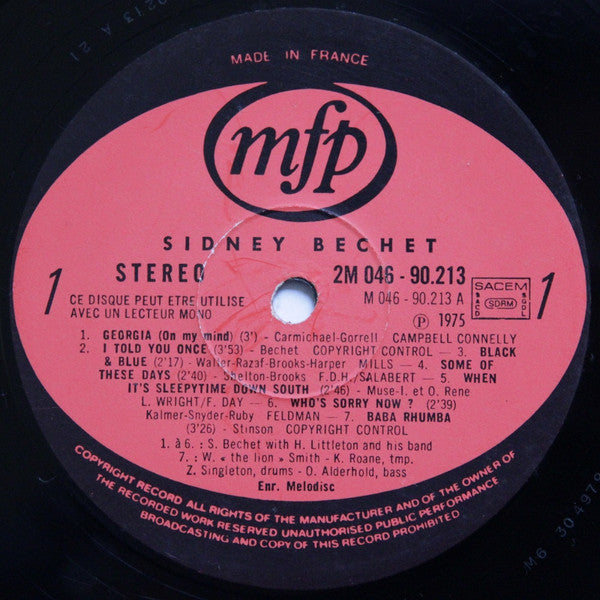 MADE IN FRANCE
mfp
SIDNEY BECHET
1 STEREO 2M 046 - 90.213 SACEM 1
CE DISQUE PEUT ETRE UTILISE M 046 - 90.213 A SACD SDRM SGDL
AVEC UN LECTEUR MONO Ⓟ 1975
1. GEORGIA (On my mind) (3') - Carmichael-Gorrell CAMPBELL CONNELLY
2. I TOLD YOU ONCE (3'53) - Bechet COPYRIGHT CONTROL - 3. BLACK
& BLUE (2'17) - Waller-Razaf-Brooks-Harper MILLS - 4. SOME OF
THESE DAYS (2'40) - Shelton-Brooks F.D.H/SALABERT - 5. WHEN
IT'S SLEEPYTIME DOWN SOUTH (2'46) - Muse-L. et O. Rene
L. WRIGHT/F. DAY - 6. WHO'S SORRY NOW ? (2'39)
Kalmer-Snyder-Ruby FELDMAN - 7. BABA RHUMBA
(3'26) - Stinson COPYRIGHT CONTROL
1 à 6. : S. Bechet with H. Littleton and his band
7. : W. « the lion » Smith - K. Roane, tmp.
Z. Singleton, drums - O. Alderhold, bass
Enr. Melodisc
COPYRIGHT RECORD ALL RIGHTS OF THE MANUFACTURER AND OF THE OWNER OF
THE RECORDED WORK RESERVED UNAUTHORISED PUBLIC PERFORMANCE
BROADCASTING AND COPY OF THIS RECORD PROHIBITED